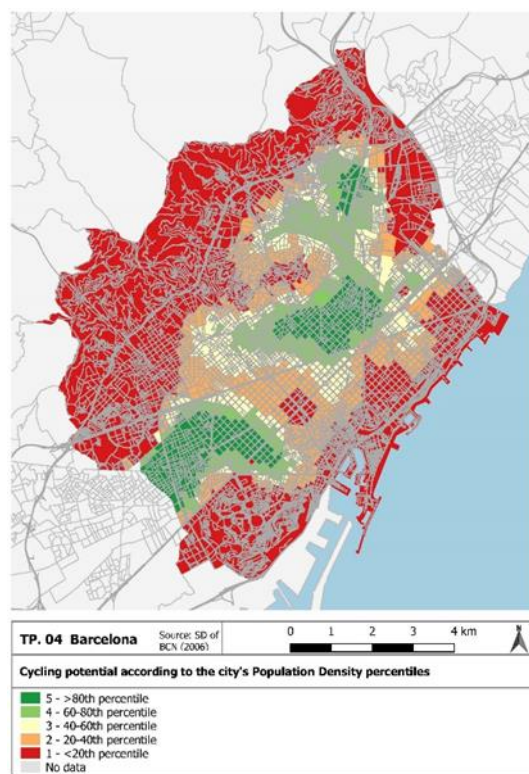 TP. 04 Barcelona
Source: SD of
BCN (2006)
0 1 2 3 4 km
Cycling potential according to the city's Population Density percentiles
5 - >80th percentile
4 - 60-80th percentile
3 - 40-60th percentile
2 - 20-40th percentile
1 - <20th percentile
No data